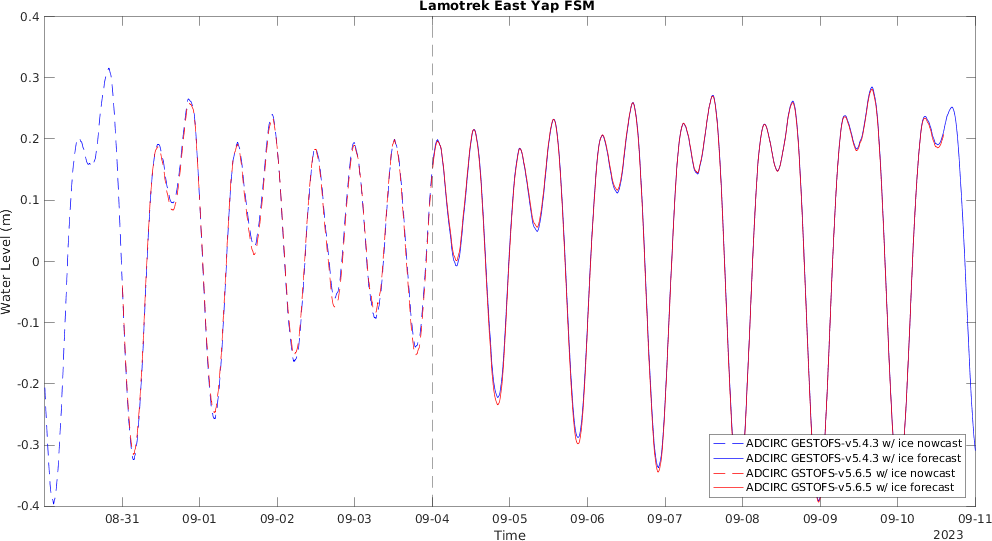 Lamotrek East Yap FSM
0.4
0.3
0.2
0.1
0
-0.1
-0.2
-0.3
-0.4
Water Level (m)
ADCIRC GESTOFS-v5.4.3 w/ ice nowcast
ADCIRC GESTOFS-v5.4.3 w/ ice forecast
ADCIRC GSTOFS-v5.6.5 w/ ice nowcast
ADCIRC GSTOFS-v5.6.5 w/ ice forecast
08-31 09-01 09-02 09-03 09-04 09-05 09-06 09-07 09-08 09-09 09-10 09-11
Time
2023